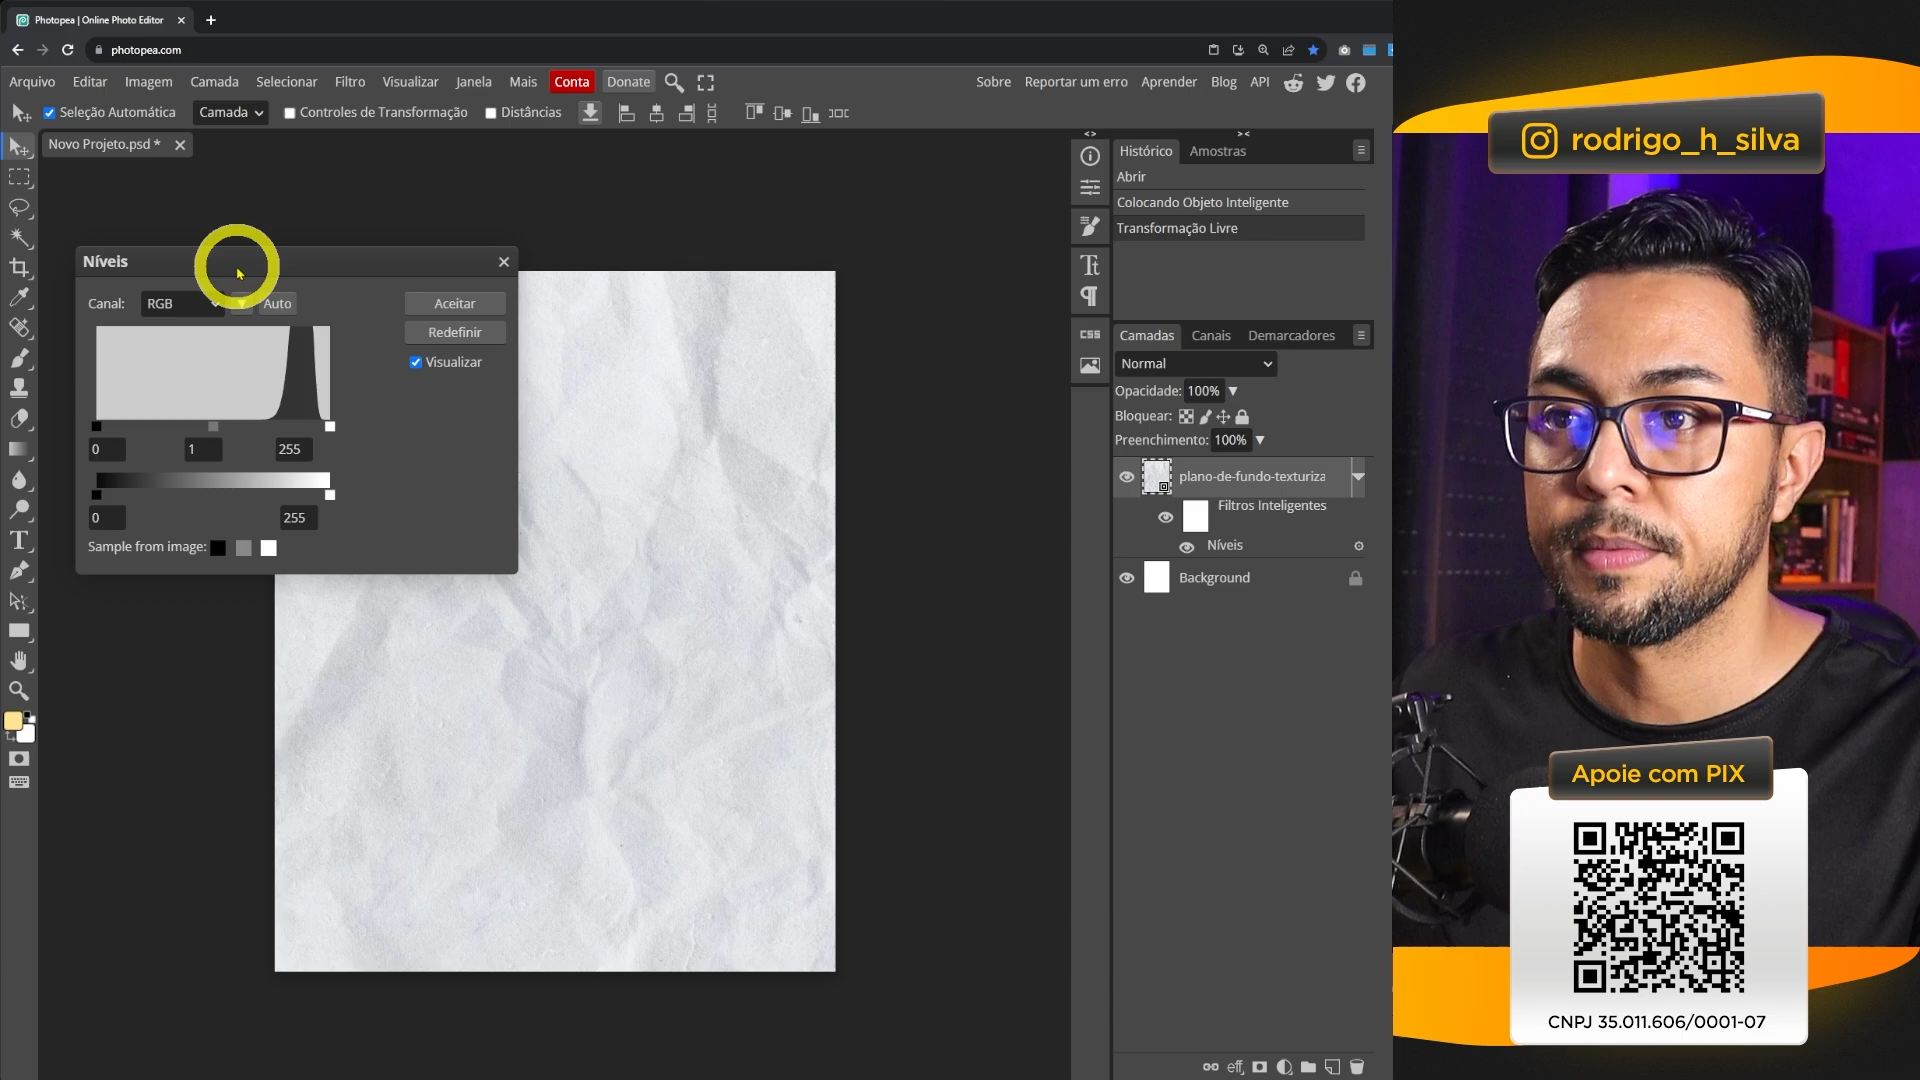 Photopea | Online Photo Editor
photopea.com
Arquivo Editar Imagem Camada Selecionar Filtro Visualizar Janela Mais Conta Donate
Sobre Reportar um erro Aprender Blog API
Seleção Automática Camada Controles de Transformação Distâncias
Novo Projeto.psd *
Níveis
Canal: RGB Auto
Aceitar
Redefinir
Visualizar
0 1 255
0 255
Sample from image:
Histórico Amostras
Abrir
Colocando Objeto Inteligente
Transformação Livre
CSS
Camadas Canais Demarcadores
Normal
Opacidade: 100%
Bloquear:
Preenchimento: 100%
plano-de-fundo-texturiza
Filtros Inteligentes
Níveis
Background
eff
rodrigo_h_silva
Apoie com PIX
CNPJ 35.011.606/0001-07